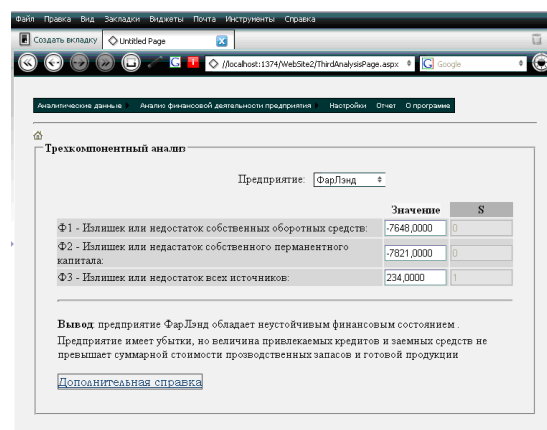 Файл Правка Вид Закладки Виджеты Почта Инструменты Справка
Создать вкладку Untitled Page
//localhost:1374/WebSite2/ThirdAnalysisPage.aspx Google
Аналитические данные Анализ финансовой деятельности предприятия Настройки Отчет О программе
Трехкомпонентный анализ
Предприятие: ФарЛэнд
Значение S
Ф1 - Излишек или недостаток собственных оборотных средств: -7648,0000 0
Ф2 - Излишек или недастаток собственного перманентного
капитала: -7821,0000 0
Ф3 - Излишек или недостаток всех источников: 234,0000 1
Вывод: предприятие ФарЛэнд обладает неустойчивым финансовым состоянием .
Предприятие имеет убытки, но величина привлекаемых кредитов и заемных средств не
превышает суммарной стоимости прозводственных запасов и готовой продукции
Дополнительная справка